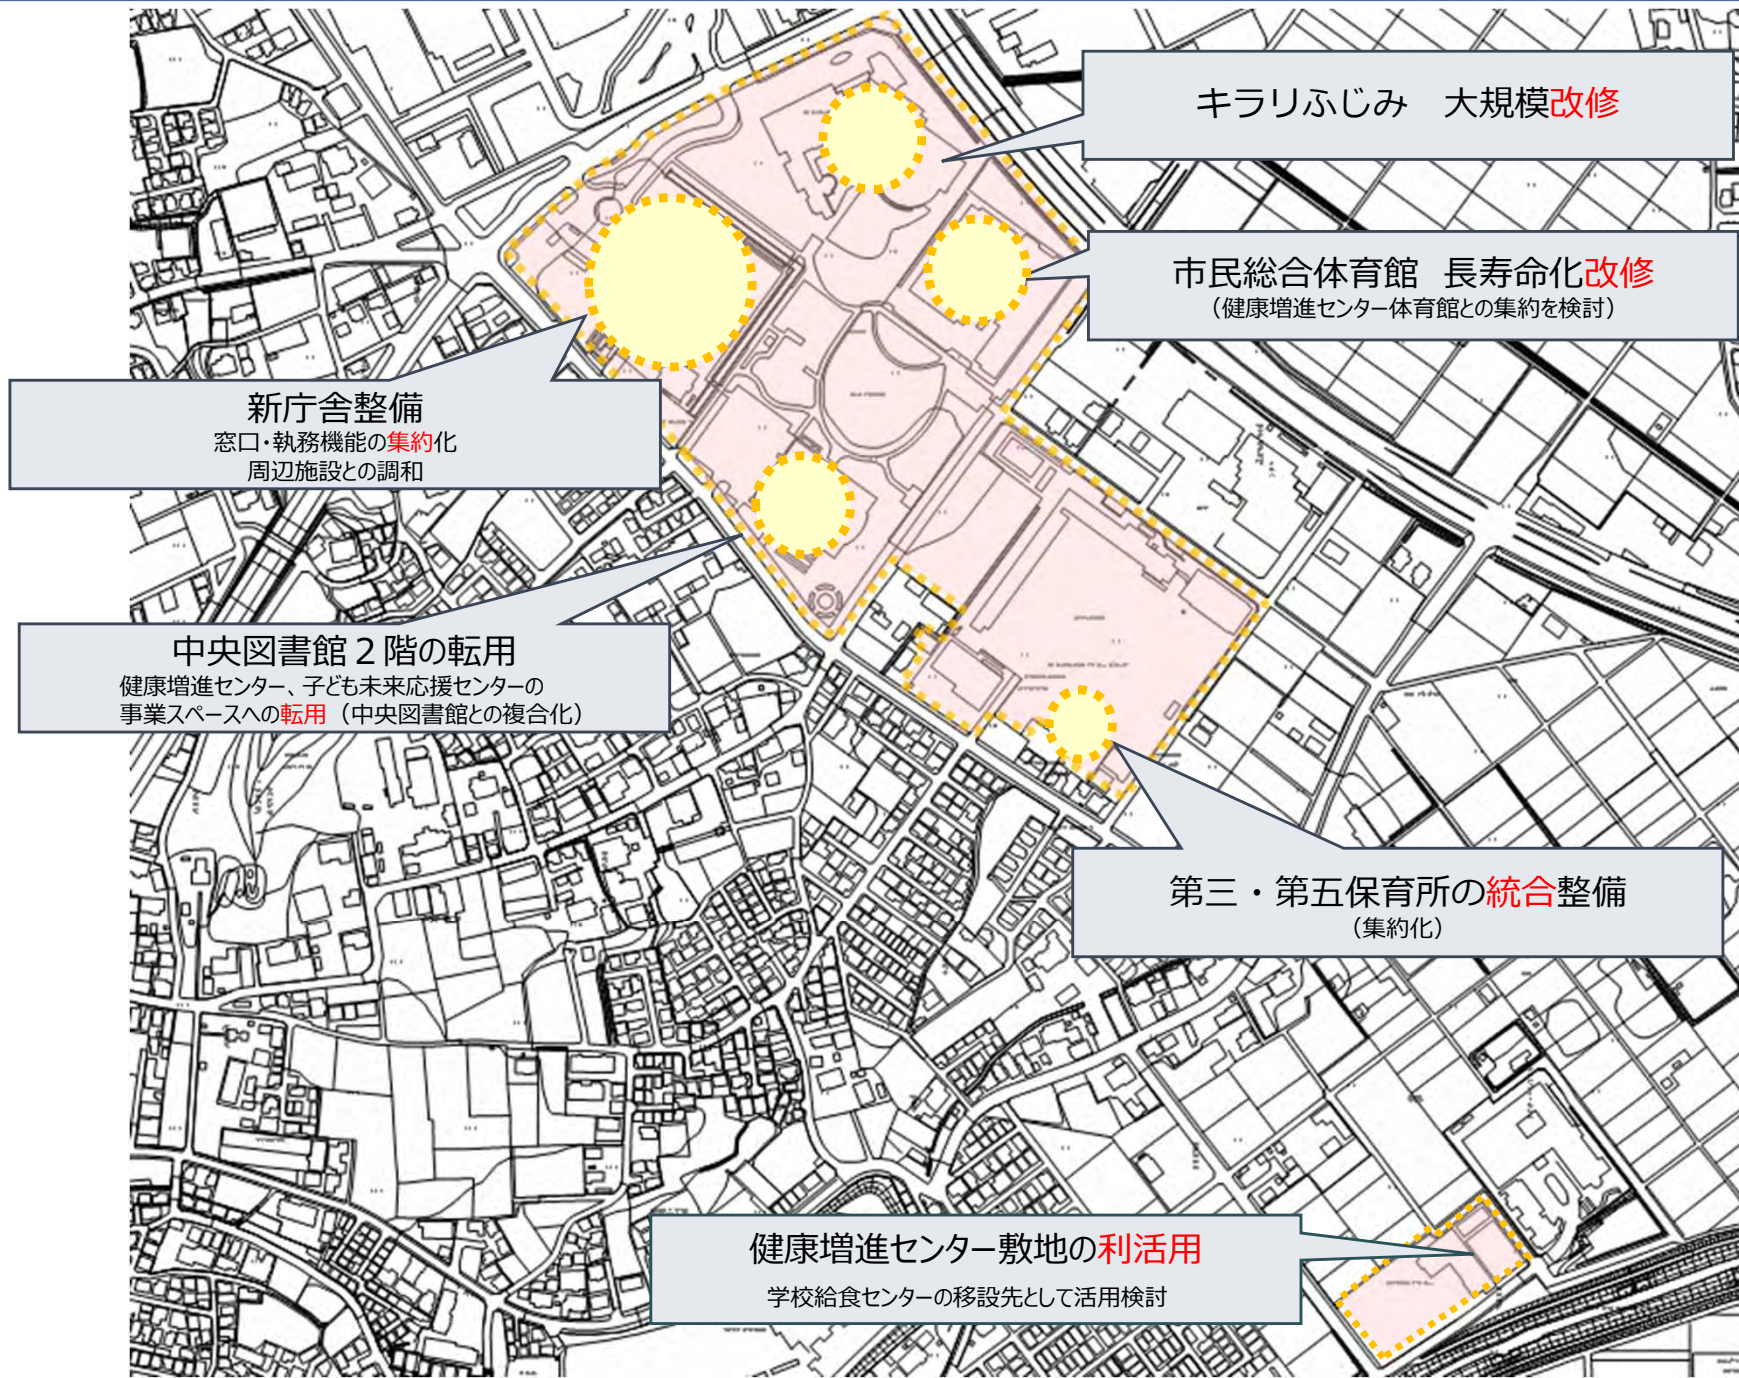 キラリふじみ　大規模改修
市民総合体育館　長寿命化改修
（健康増進センター体育館との集約を検討）
新庁舎整備
窓口・執務機能の集約化
周辺施設との調和
中央図書館２階の転用
健康増進センター、子ども未来応援センターの
事業スペースへの転用（中央図書館との複合化）
第三・第五保育所の統合整備
（集約化）
健康増進センター敷地の利活用
学校給食センターの移設先として活用検討